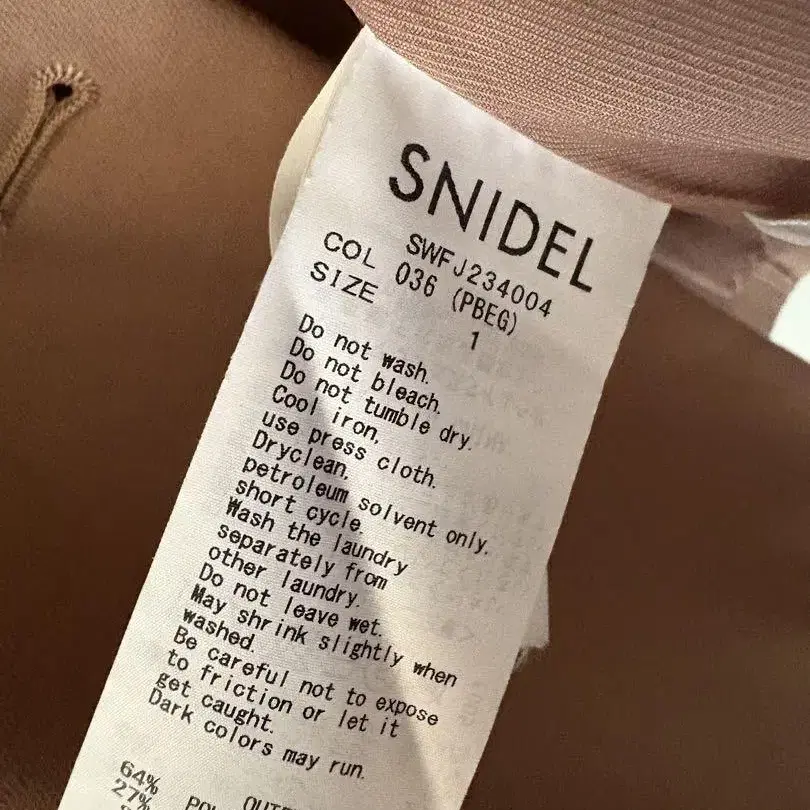 SNIDEL
SWFJ234004
COL 036 (PBEG)
SIZE 1
Do not wash.
Do not bleach.
Do not tumble dry.
Cool iron,
use press cloth.
Dryclean,
petroleum solvent only.
short cycle.
Wash the laundry
separately from
other laundry.
Do not leave wet.
May shrink slightly when
washed.
Be careful not to expose
to friction or let it
get caught.
Dark colors may run.
64%
27%